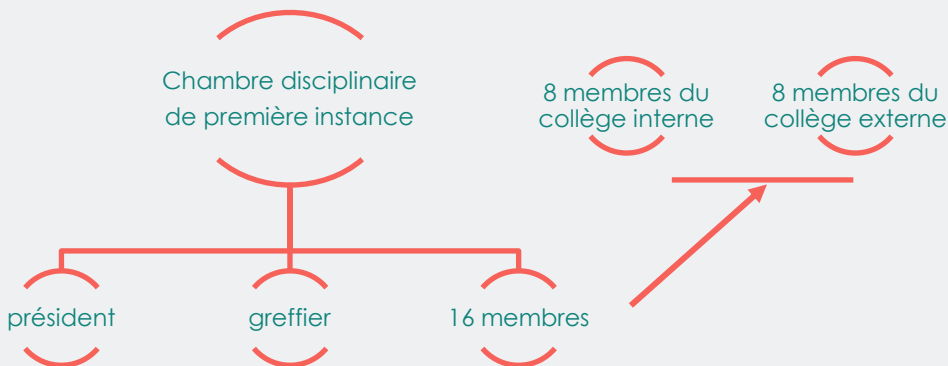 Chambre disciplinaire
de première instance
8 membres du
collège interne
8 membres du
collège externe
président
greffier
16 membres